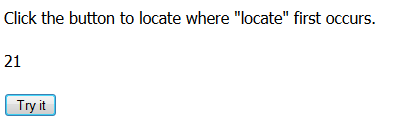 Click the button to locate where "locate" first occurs.
21
Try it